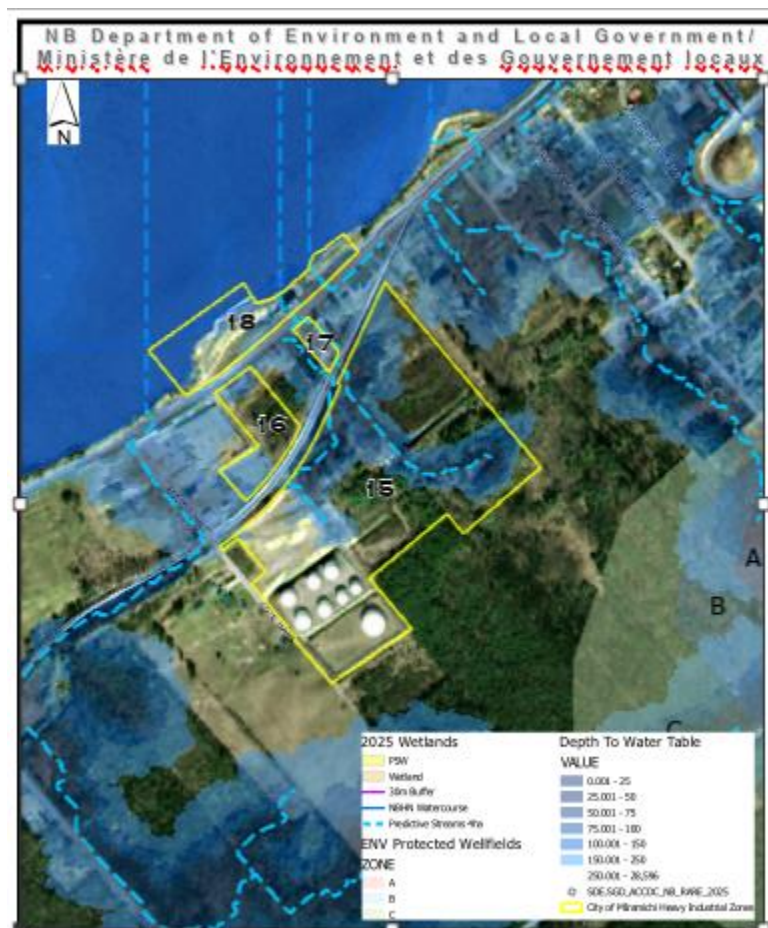 NB Department of Environment and Local Government/
Ministère de l'Environnement et des Gouvernement locaux
N
18
17
16
15
A
B
C
2025 Wetlands
PSW
Wetland
30m Buffer
NBHN Watercourse
Predictive Streams 4ha
ENV Protected Wellfields
ZONE
A
B
C
Depth To Water Table
VALUE
0.001 - 25
25.001 - 50
50.001 - 75
75.001 - 100
100.001 - 150
150.001 - 250
250.001 - 28,596
SDE.SGD_ACCDC_NB_RARE_2025
City of Miramichi Heavy Industrial Zones